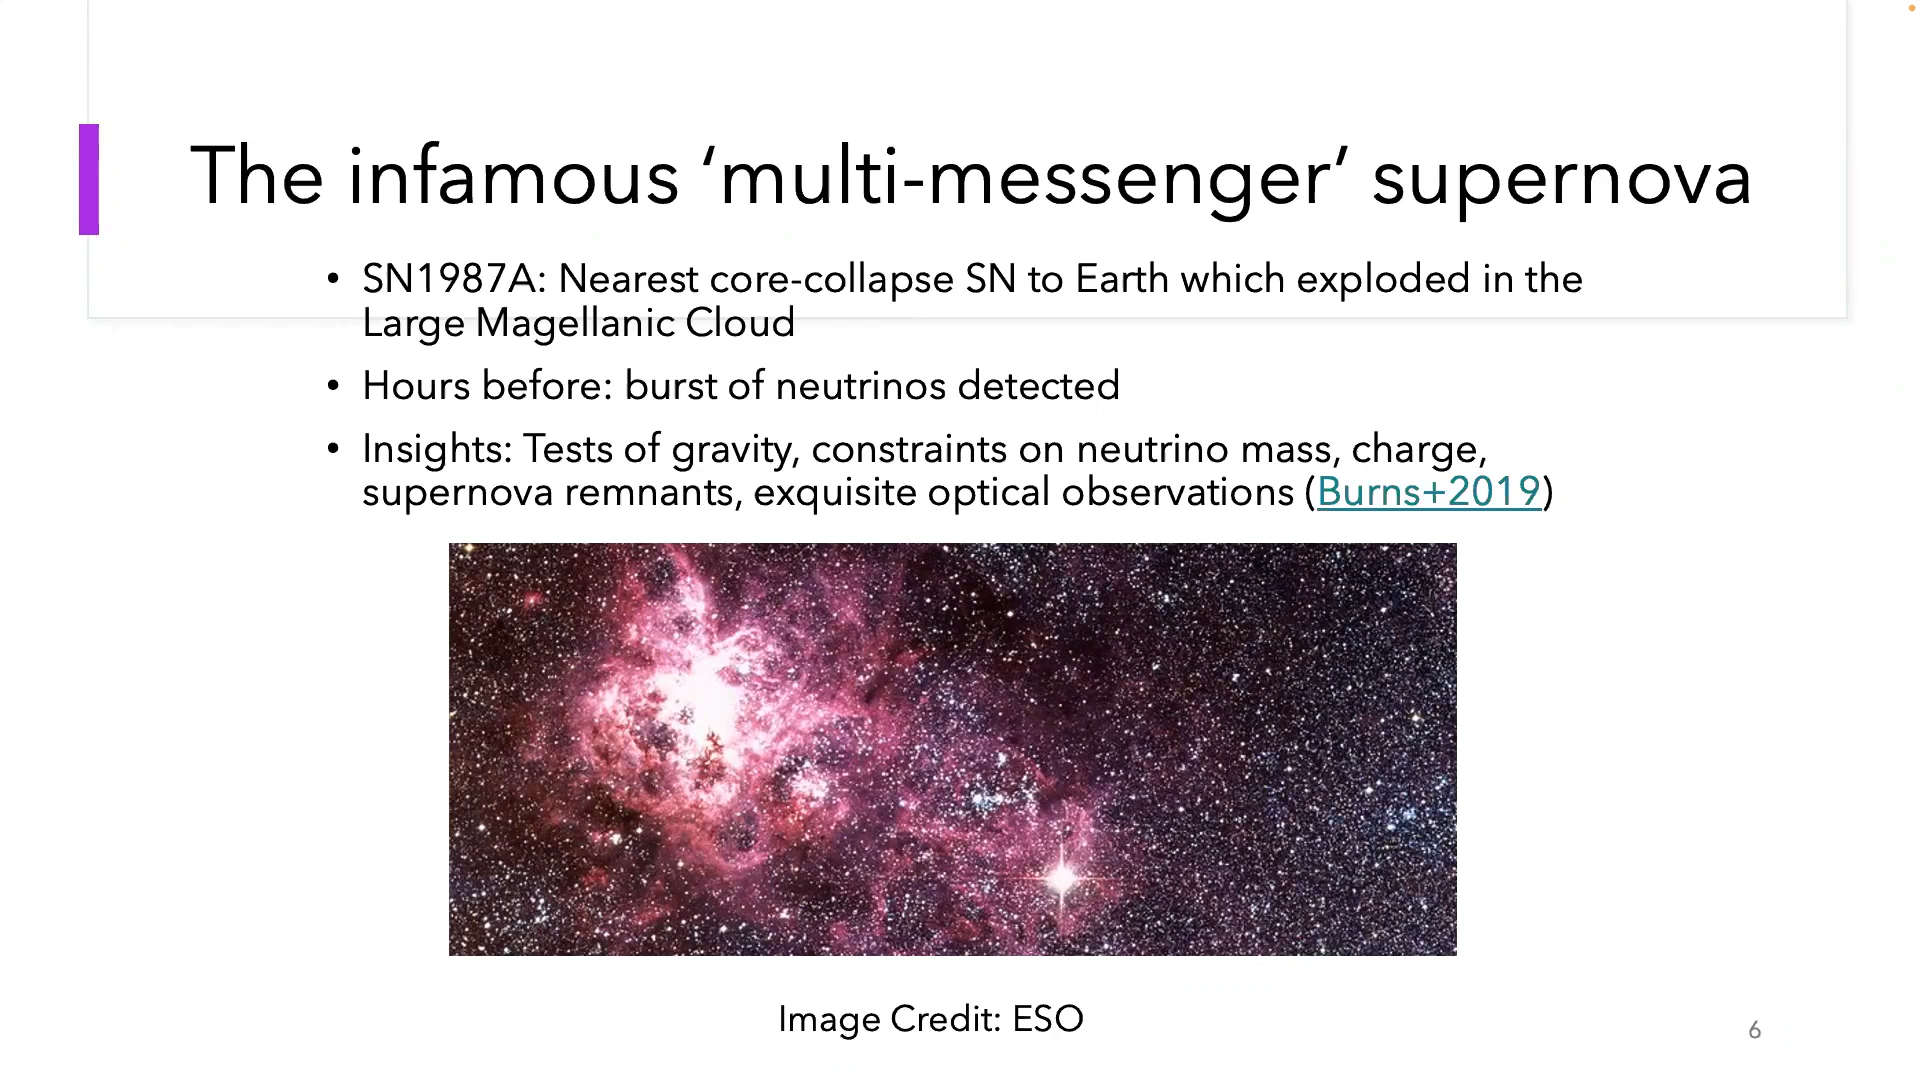 The infamous ‘multi-messenger’ supernova
• SN1987A: Nearest core-collapse SN to Earth which exploded in the
Large Magellanic Cloud
• Hours before: burst of neutrinos detected
• Insights: Tests of gravity, constraints on neutrino mass, charge,
supernova remnants, exquisite optical observations (Burns+2019)
Image Credit: ESO
6